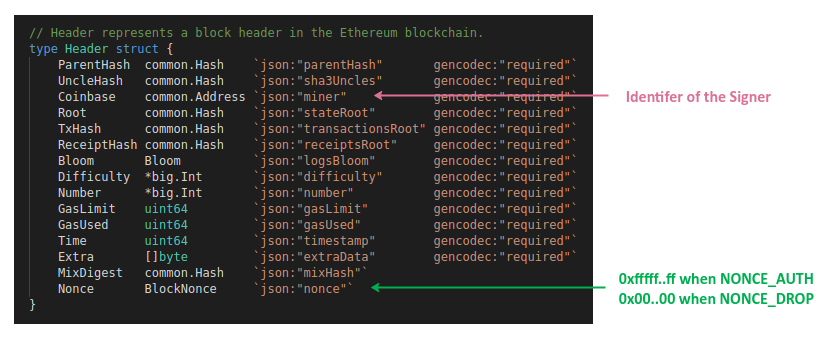 // Header represents a block header in the Ethereum blockchain.
type Header struct {
ParentHash common.Hash `json:"parentHash" gencodec:"required"`
UncleHash common.Hash `json:"sha3Uncles" gencodec:"required"`
Coinbase common.Address `json:"miner" gencodec:"required"`
Identifer of the Signer
Root common.Hash `json:"stateRoot" gencodec:"required"`
TxHash common.Hash `json:"transactionsRoot" gencodec:"required"`
ReceiptHash common.Hash `json:"receiptsRoot" gencodec:"required"`
Bloom Bloom `json:"logsBloom" gencodec:"required"`
Difficulty *big.Int `json:"difficulty" gencodec:"required"`
Number *big.Int `json:"number" gencodec:"required"`
GasLimit uint64 `json:"gasLimit" gencodec:"required"`
GasUsed uint64 `json:"gasUsed" gencodec:"required"`
Time uint64 `json:"timestamp" gencodec:"required"`
Extra []byte `json:"extraData" gencodec:"required"`
MixDigest common.Hash `json:"mixHash"`
Nonce BlockNonce `json:"nonce"`
0xfffff..ff when NONCE_AUTH
0x00..00 when NONCE_DROP
}